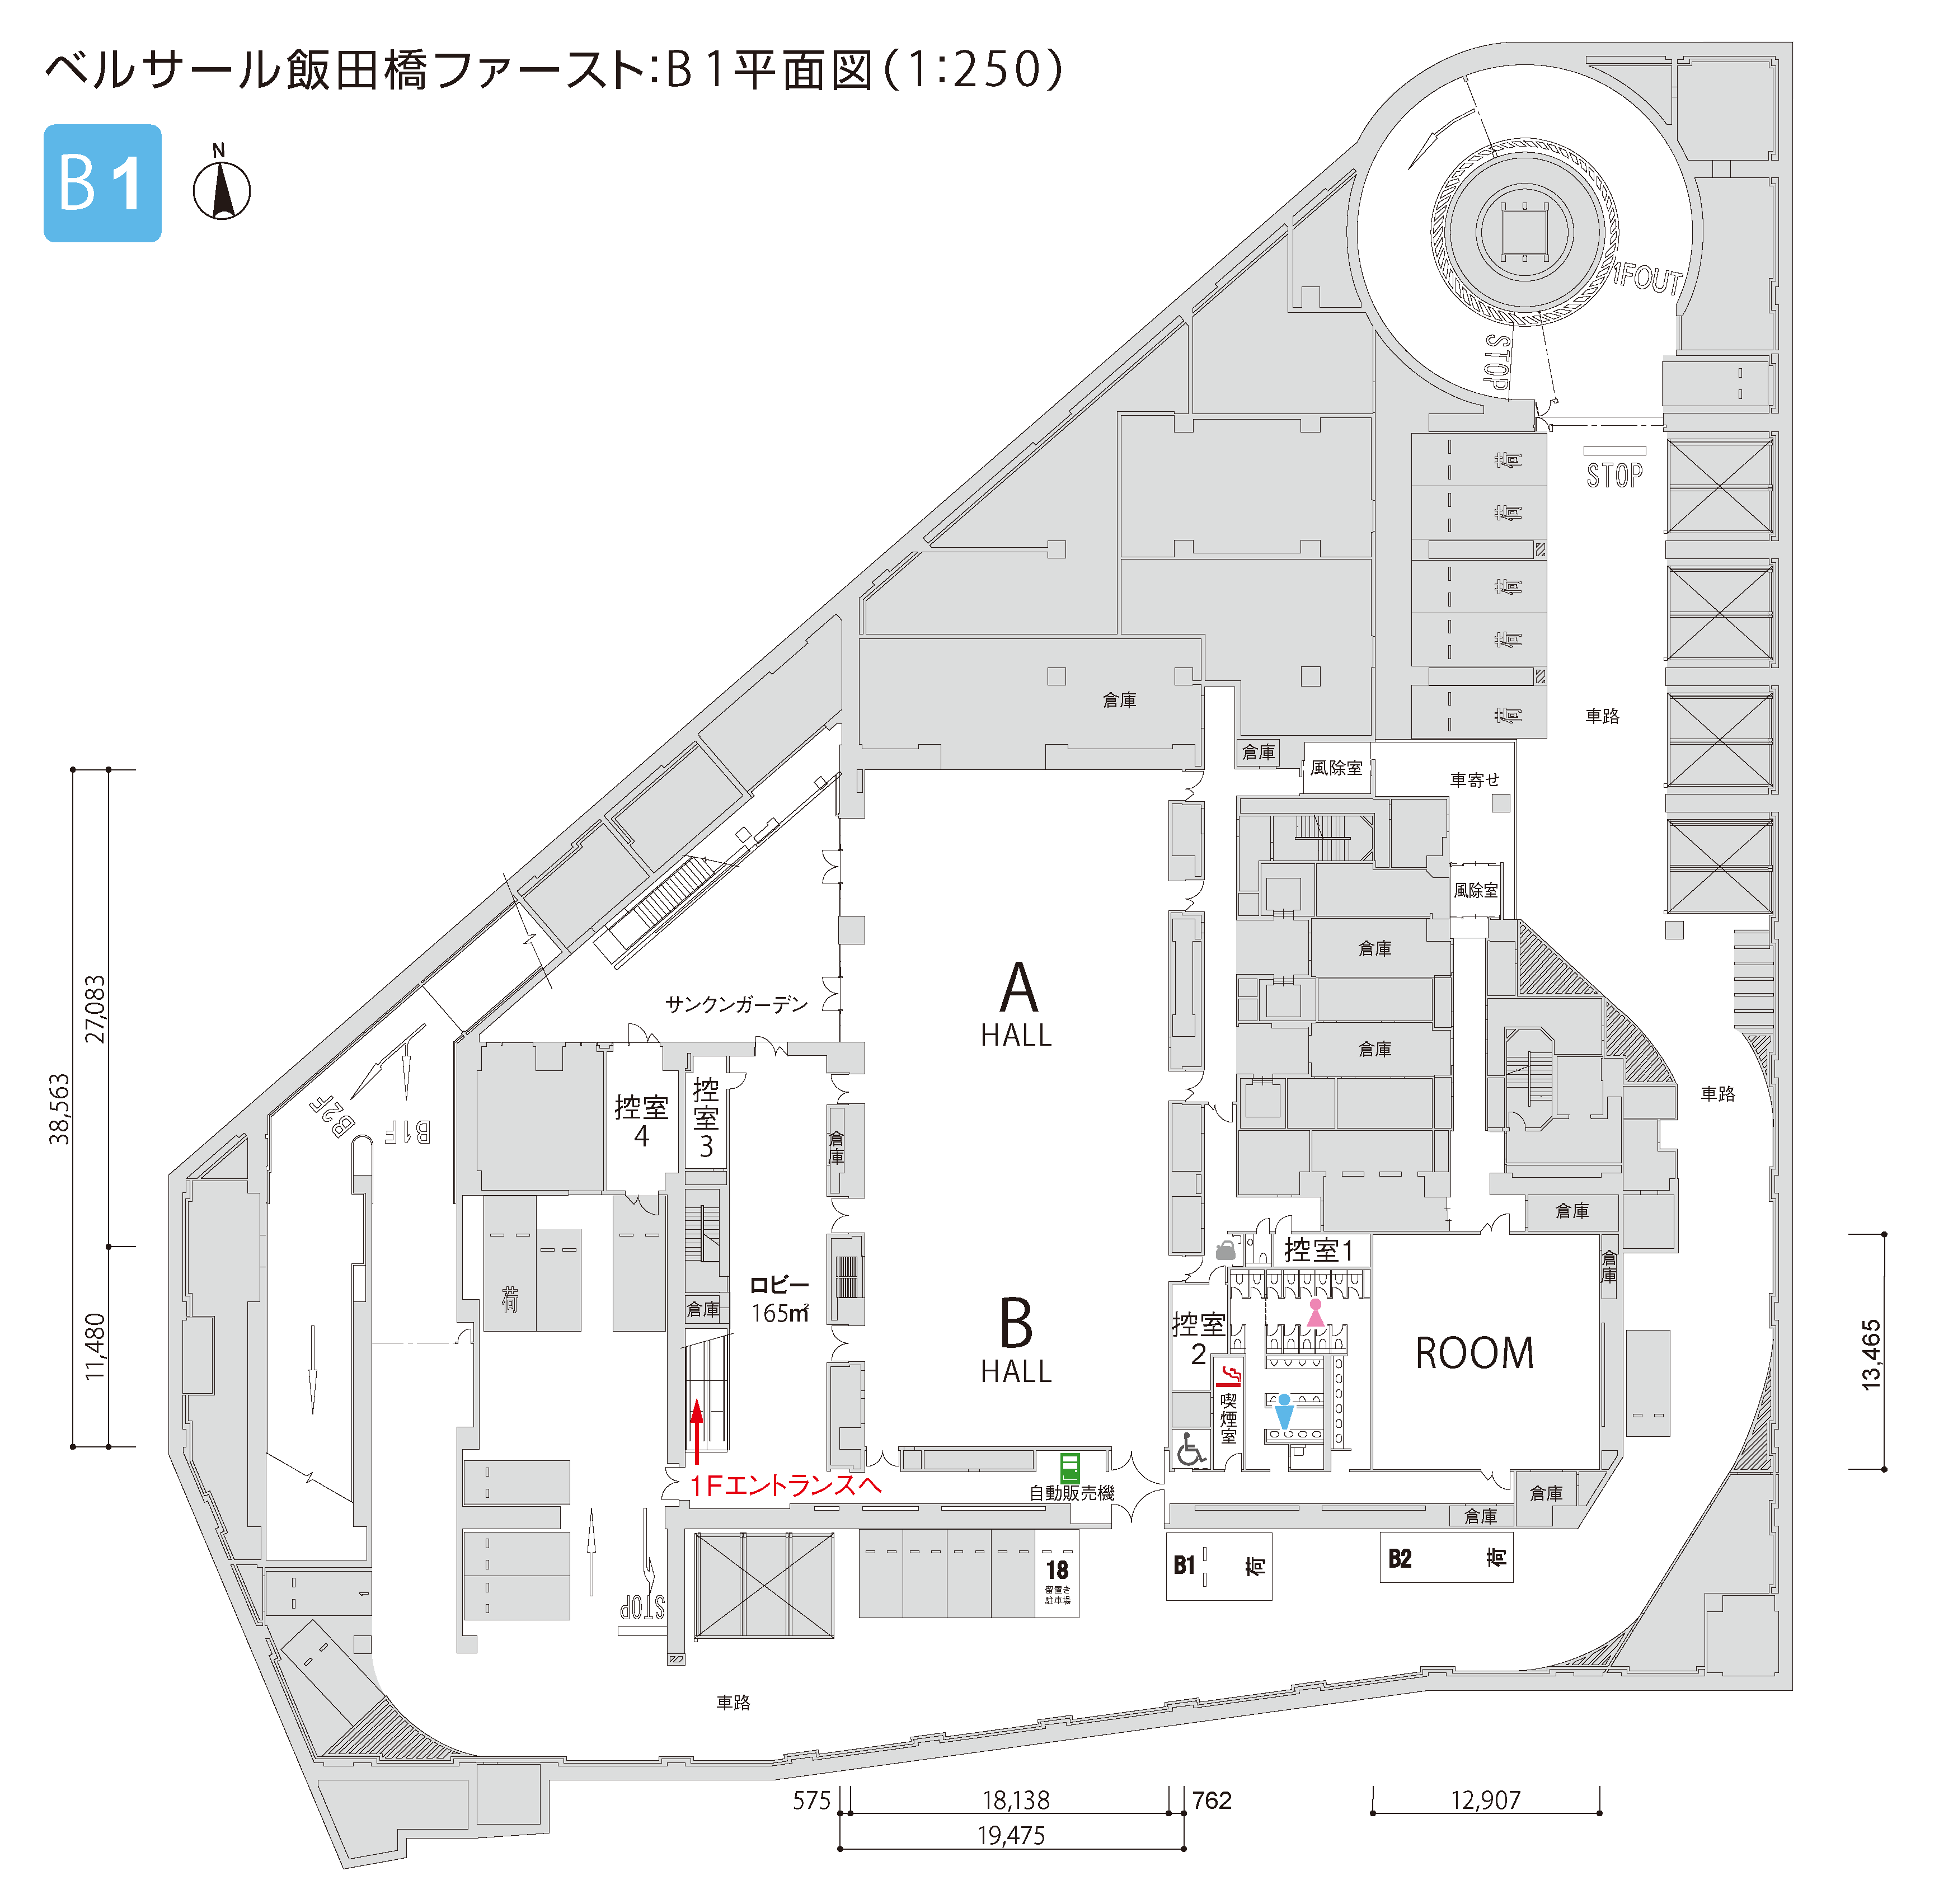 ベルサール飯田橋ファースト:B1平面図(1:250)
B1
N
1FOUT
STOP
荷
STOP
荷
荷
荷
荷
倉庫
車路
倉庫
風除室
車寄せ
風除室
倉庫
サンクンガーデン
A
HALL
倉庫
27,083
38,563
B2F
B1F
控室
4
控室
3
倉庫
車路
倉庫
控室1
倉庫
荷
ロビー
165㎡
倉庫
B
HALL
控室
2
ROOM
11,480
13,465
喫煙室
1Fエントランスへ
自動販売機
倉庫
倉庫
18
留置き
駐車場
B1
荷
B2
荷
1
STOP
車路
575
18,138
762
12,907
19,475